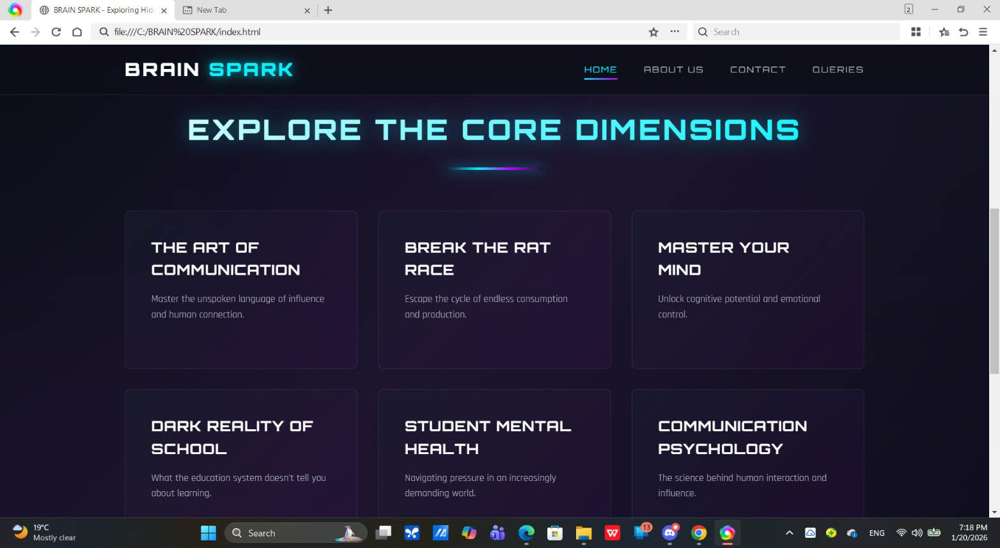 BRAIN SPARK - Exploring Hid
New Tab
2
file:///C:/BRAIN%20SPARK/index.html
Search
BRAIN SPARK
HOME
ABOUT US
CONTACT
QUERIES
EXPLORE THE CORE DIMENSIONS
THE ART OF
COMMUNICATION
Master the unspoken language of influence
and human connection.
BREAK THE RAT
RACE
Escape the cycle of endless consumption
and production.
MASTER YOUR
MIND
Unlock cognitive potential and emotional
control.
DARK REALITY OF
SCHOOL
What the education system doesn't tell you
about learning.
STUDENT MENTAL
HEALTH
Navigating pressure in an increasingly
demanding world.
COMMUNICATION
PSYCHOLOGY
The science behind human interaction and
influence.
19°C
Mostly clear
Search
13
ENG
7:18 PM
1/20/2026